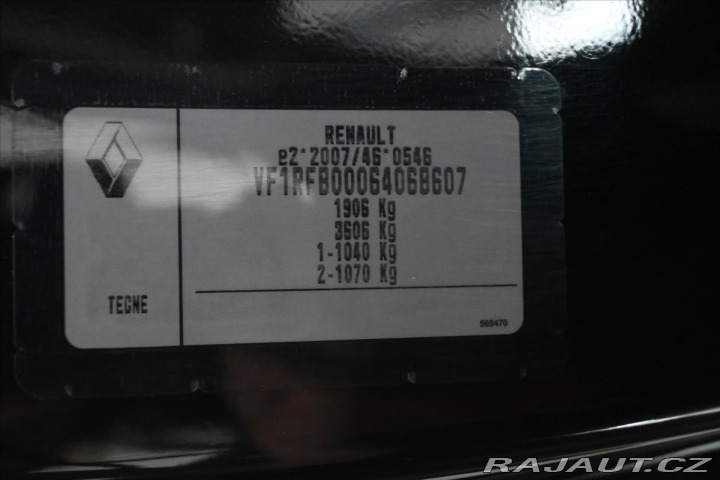 RENAULT
e2*2007/46*0546
VF1RFB00064068607
1906 Kg
3606 Kg
1-1040 Kg
2-1070 Kg
TEGNE
569470
RAJAUT.CZ